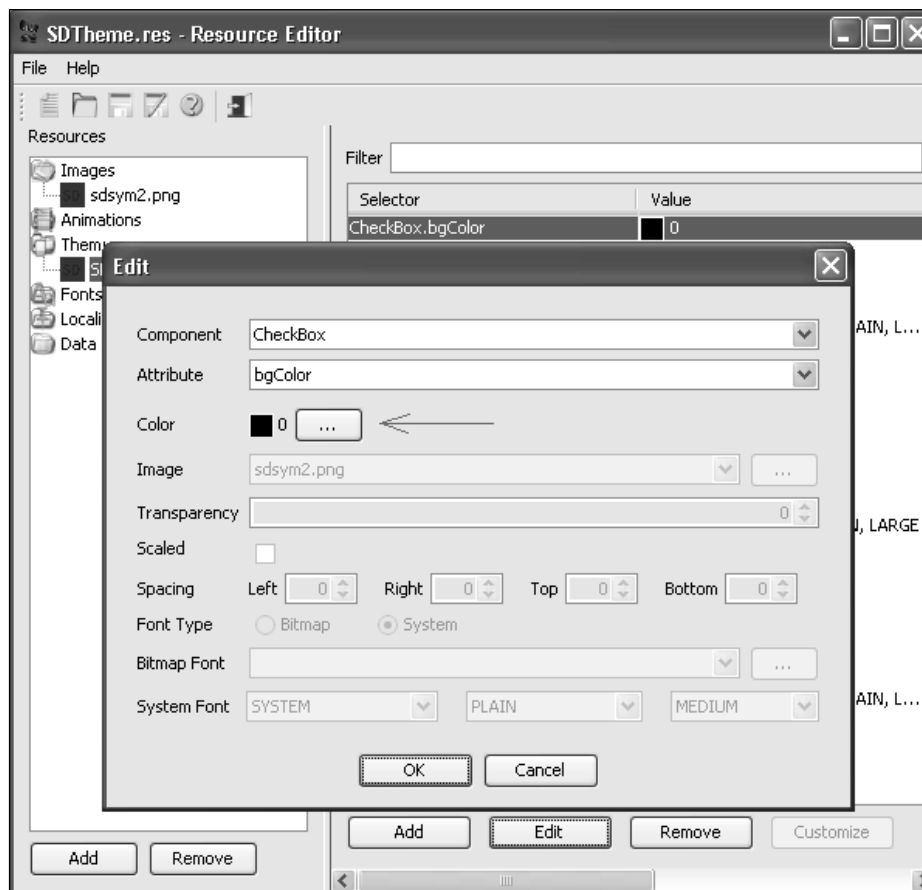 SDTheme.res - Resource Editor
File Help
Resources
Images
sdsym2.png
Animations
Fonts
Data
Filter
Selector Value
CheckBox.bgColor 0
AIN, L...
LARGE
AIN, L...
Edit
Component CheckBox
Attribute bgColor
Color 0 ...
Image sdsym2.png ...
Transparency 0
Scaled
Spacing Left 0 Right 0 Top 0 Bottom 0
Font Type Bitmap System
Bitmap Font ...
System Font SYSTEM PLAIN MEDIUM
OK Cancel
Add Edit Remove Customize
Add Remove